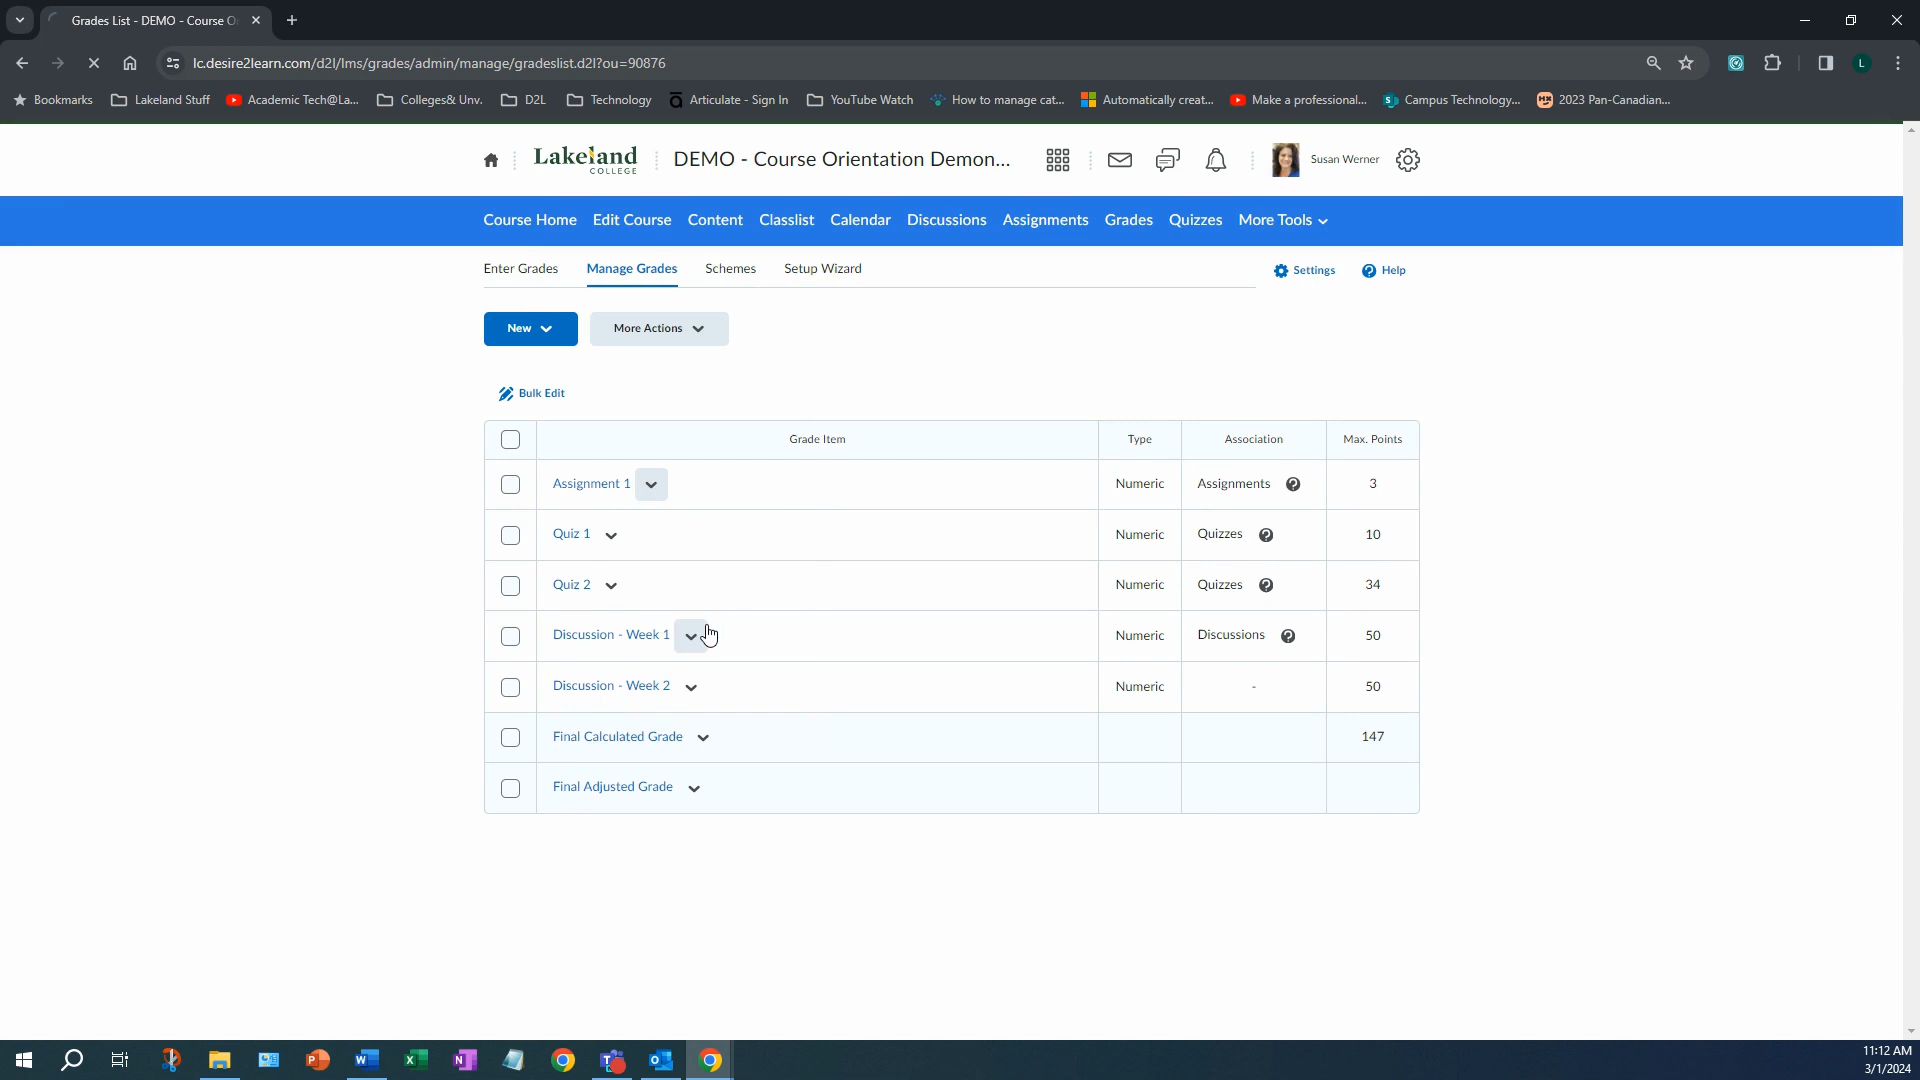 Grades List - DEMO - Course O
lc.desire2learn.com/d2l/lms/grades/admin/manage/gradeslist.d2l?ou=90876
L
Bookmarks Lakeland Stuff Academic Tech@La... Colleges& Unv. D2L Technology Articulate - Sign In YouTube Watch How to manage cat... Automatically creat... Make a professional... Campus Technology,... 2023 Pan-Canadian...
Lakeland COLLEGE DEMO - Course Orientation Demon... Susan Werner
Course Home Edit Course Content Classlist Calendar Discussions Assignments Grades Quizzes More Tools
Enter Grades Manage Grades Schemes Setup Wizard Settings Help
New More Actions
Bulk Edit
Grade Item Type Association Max. Points
Assignment 1 Numeric Assignments 3
Quiz 1 Numeric Quizzes 10
Quiz 2 Numeric Quizzes 34
Discussion - Week 1 Numeric Discussions 50
Discussion - Week 2 Numeric - 50
Final Calculated Grade 147
Final Adjusted Grade
11:12 AM
3/1/2024